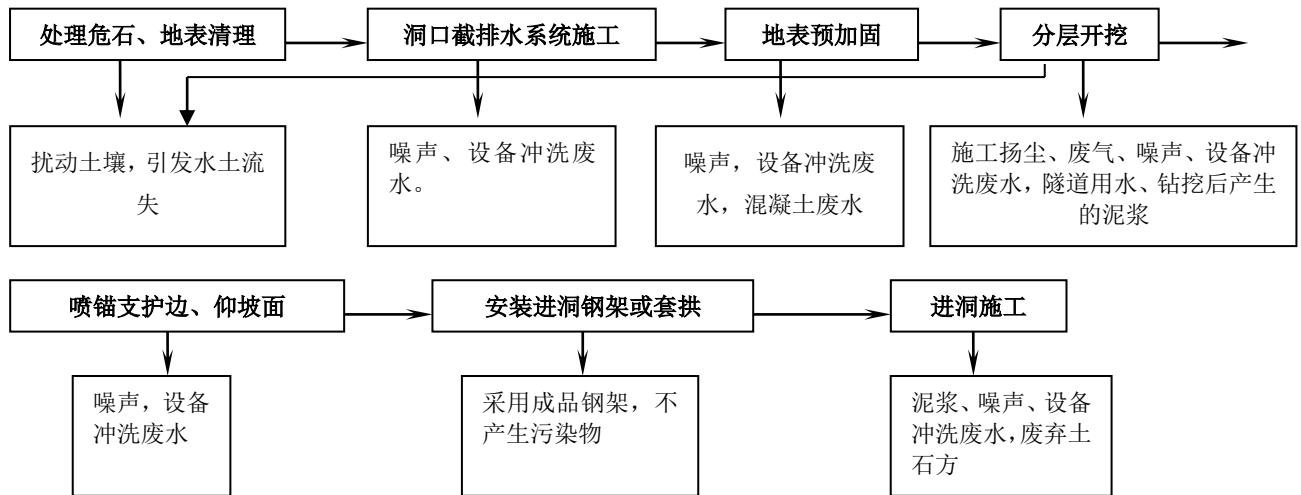 处理危石、地表清理
洞口截排水系统施工
地表预加固
分层开挖
扰动土壤，引发水土流
失
噪声、设备冲洗废
水。
噪声，设备冲洗废
水，混凝土废水
施工扬尘、废气、噪声、设备冲
洗废水，隧道用水、钻挖后产生
的泥浆
喷锚支护边、仰坡面
安装进洞钢架或套拱
进洞施工
噪声，设备
冲洗废水
采用成品钢架，不
产生污染物
泥浆、噪声、设备
冲洗废水，废弃土
石方